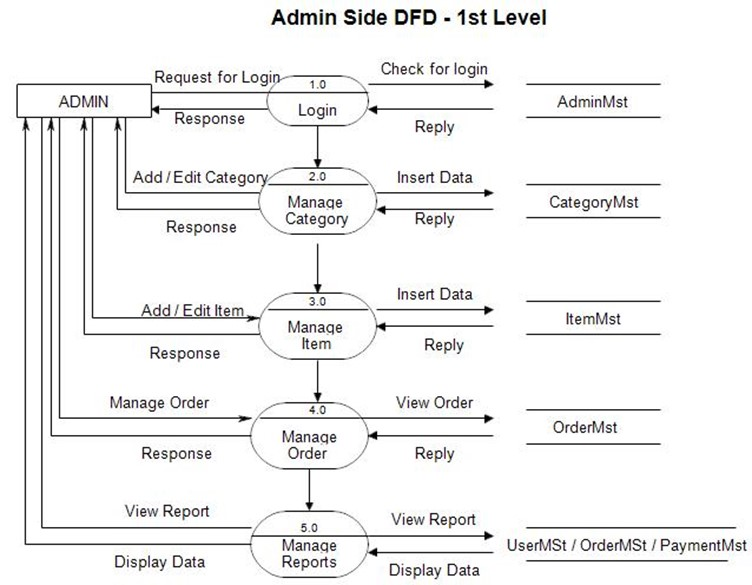 Admin Side DFD - 1st Level
Request for Login
1.0
Check for login
ADMIN
Login
AdminMst
Response
Reply
Add / Edit Category
2.0
Insert Data
Manage
Category
CategoryMst
Response
Reply
Add / Edit Item
3.0
Insert Data
Manage
Item
ItemMst
Response
Reply
Manage Order
4.0
View Order
Manage
Order
OrderMst
Response
Reply
View Report
5.0
View Report
Manage
Reports
UserMSt / OrderMSt / PaymentMst
Display Data
Display Data